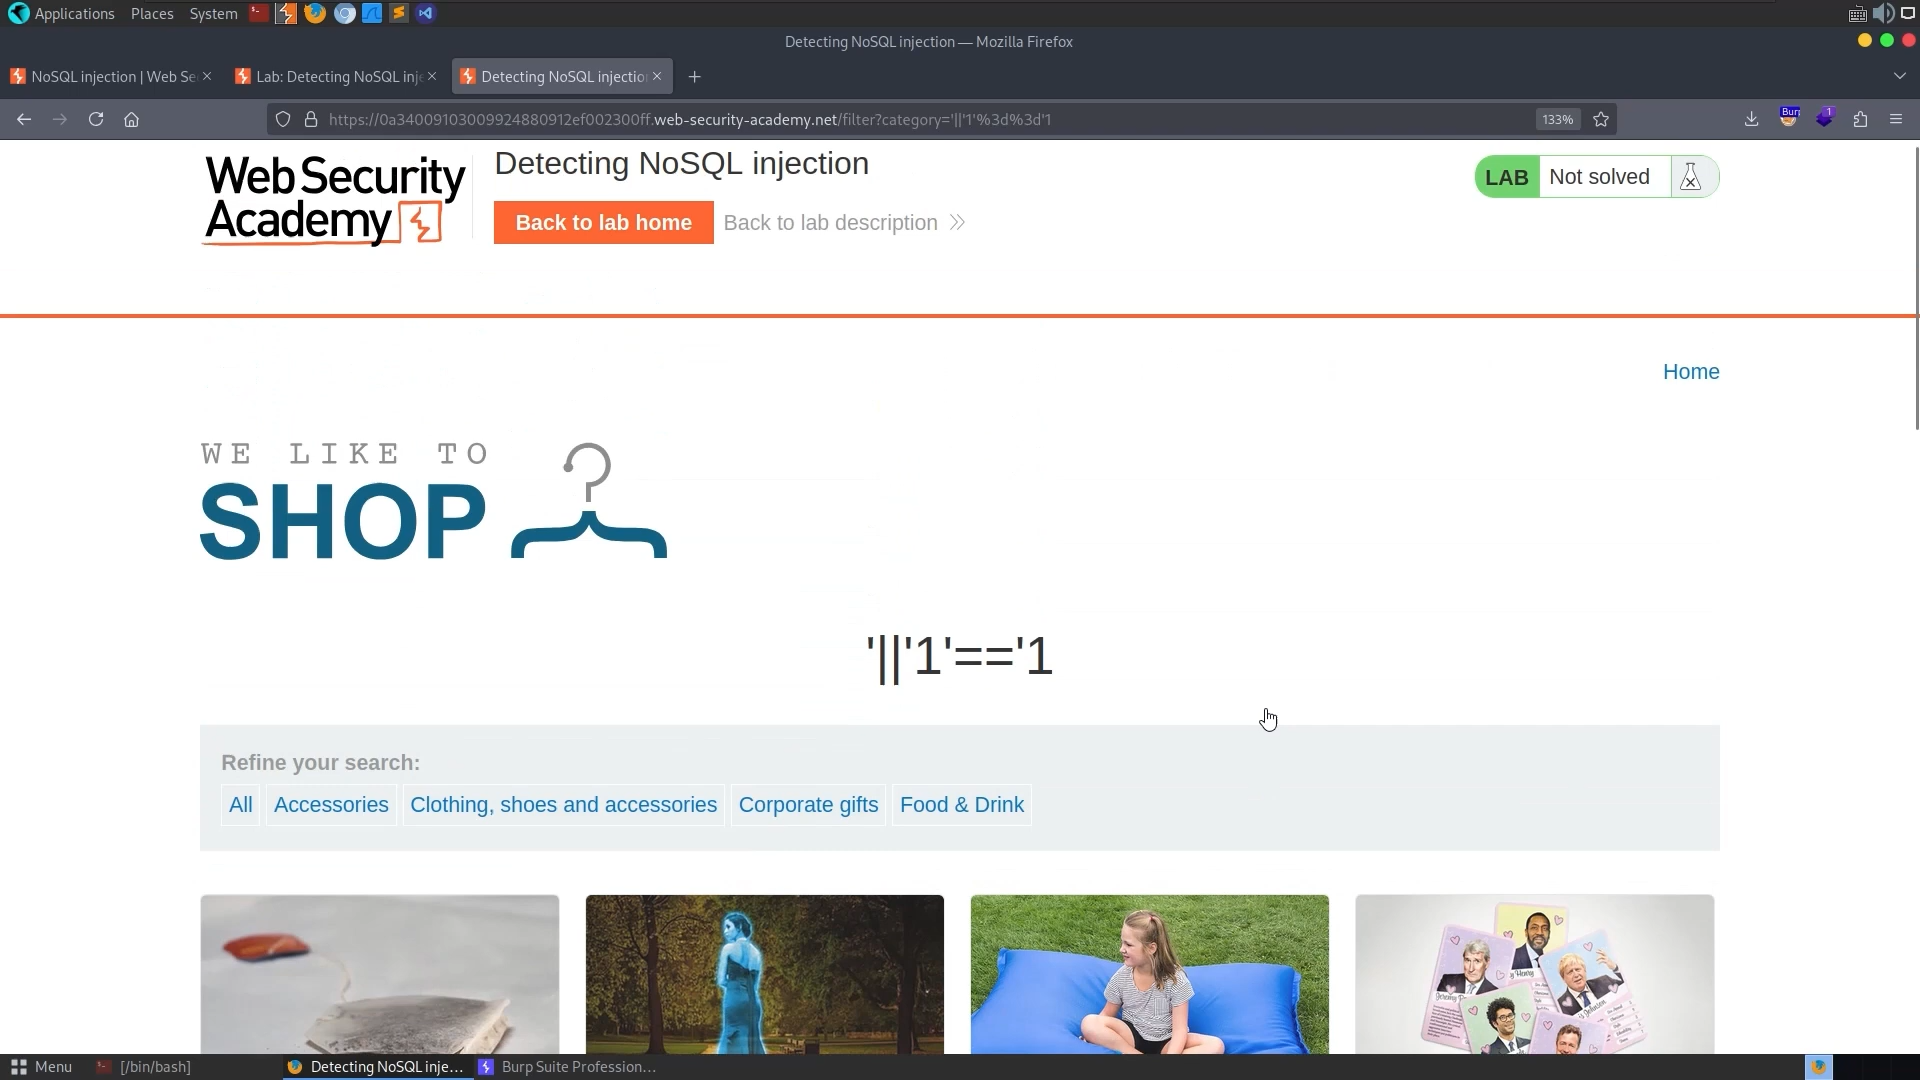 Applications Places System
Detecting NoSQL injection — Mozilla Firefox
NoSQL injection | Web Se
Lab: Detecting NoSQL inje
Detecting NoSQL injectio
https://0a34009103009924880912ef002300ff.web-security-academy.net/filter?category='||'1'%3d%3d'1
133%
Bur
1
Web Security
Academy
Detecting NoSQL injection
Back to lab home
Back to lab description
LAB
Not solved
Home
WE LIKE TO
SHOP
'||'1'=='1
Refine your search:
All
Accessories
Clothing, shoes and accessories
Corporate gifts
Food & Drink
Menu
[/bin/bash]
Detecting NoSQL inje...
Burp Suite Profession...